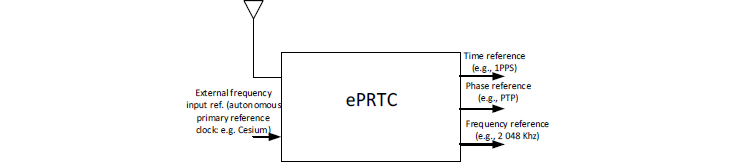 External frequency
input ref. (autonomous
primary reference
clock: e.g. Cesium)
ePRTC
Time reference
(e.g., 1PPS)
Phase reference
(e.g., PTP)
Frequency reference
(e.g., 2 048 Khz)